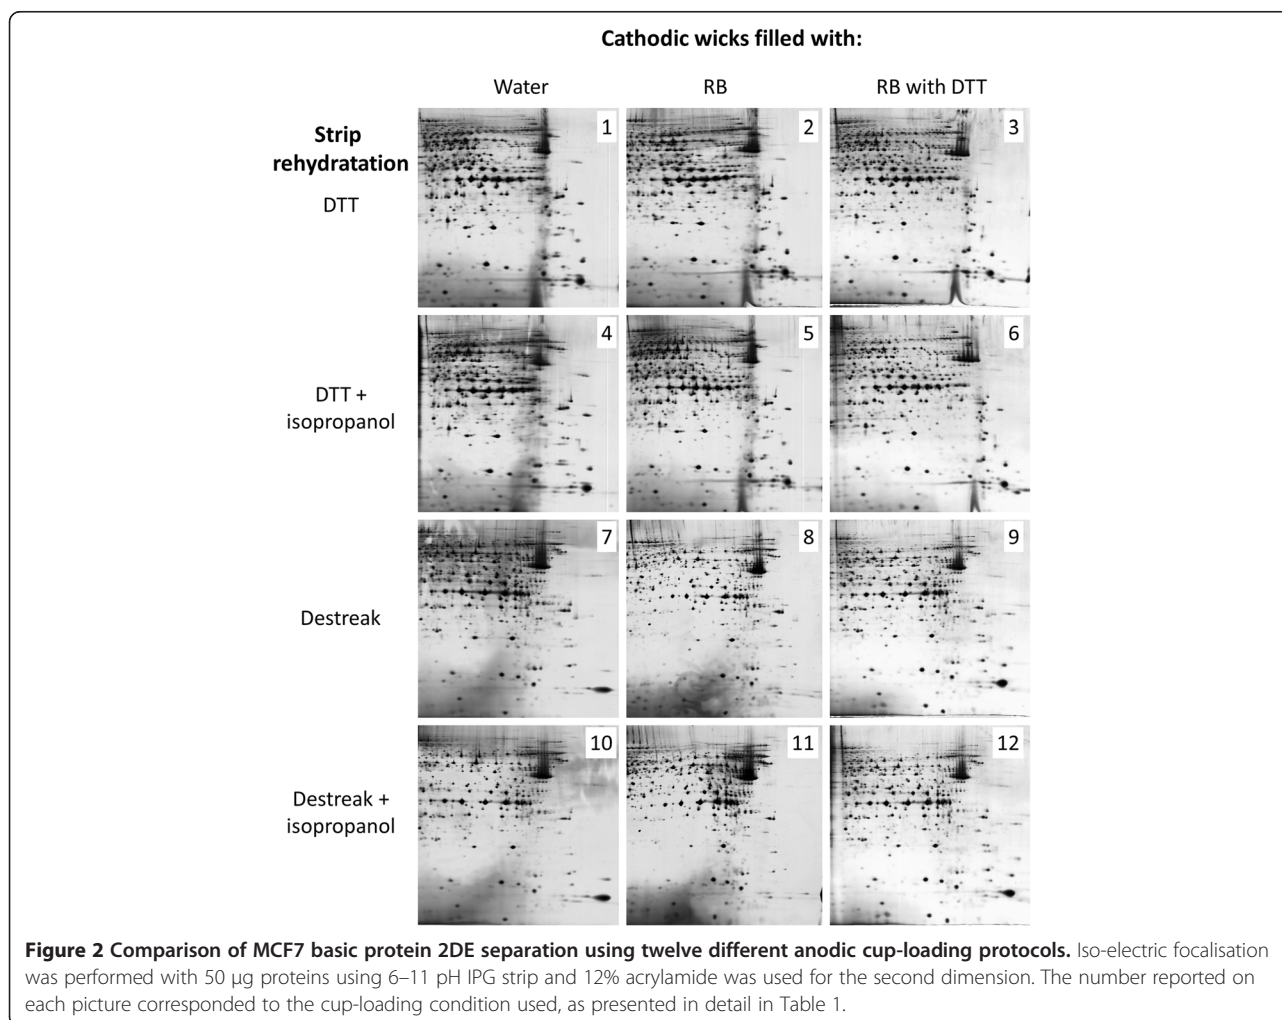 Cathodic wicks filled with:
Water RB RB with DTT
Strip
rehydratation
DTT
1 2 3
DTT +
isopropanol
4 5 6
Destreak
7 8 9
Destreak +
isopropanol
10 11 12
Figure 2 Comparison of MCF7 basic protein 2DE separation using twelve different anodic cup-loading protocols. Iso-electric focalisation
was performed with 50 μg proteins using 6–11 pH IPG strip and 12% acrylamide was used for the second dimension. The number reported on
each picture corresponded to the cup-loading condition used, as presented in detail in Table 1.